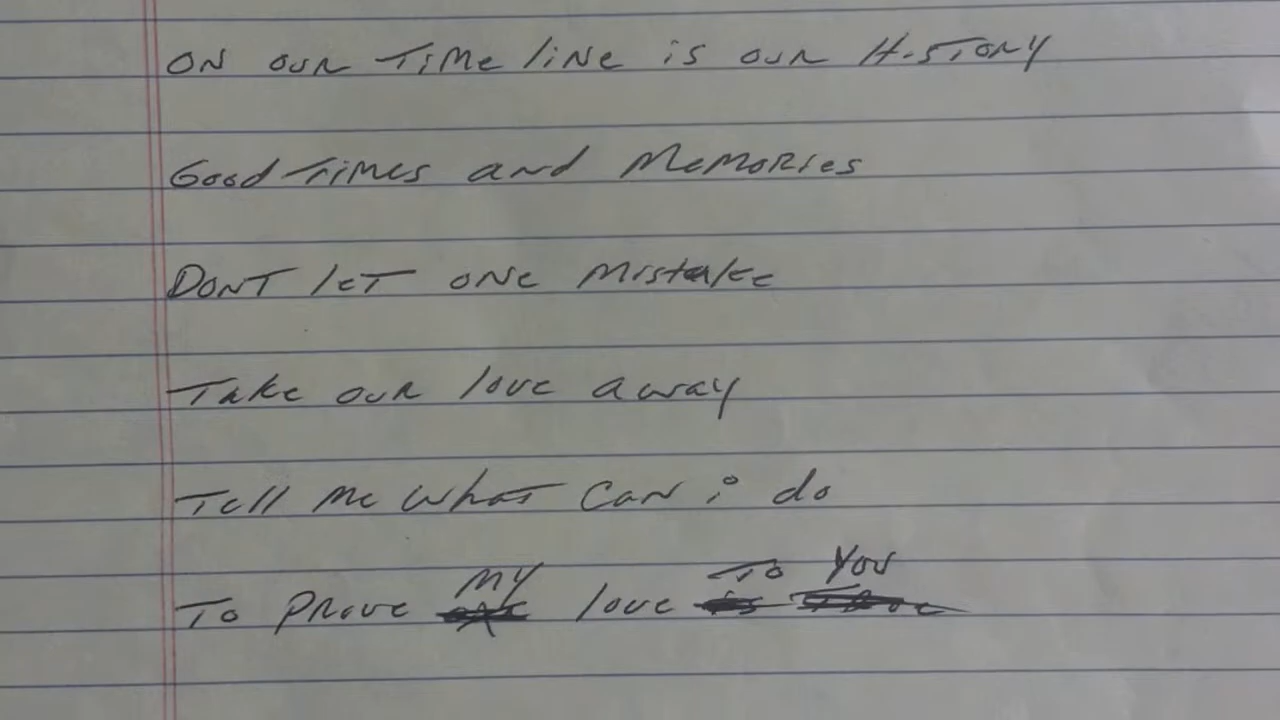 ON OUR TIME LINE is OUR HiSTORY
Good Times and MeMORies
DONT leT ONe Mistake
Take our love away
Tell Me WhaT CaN i do
To prove MY love To You